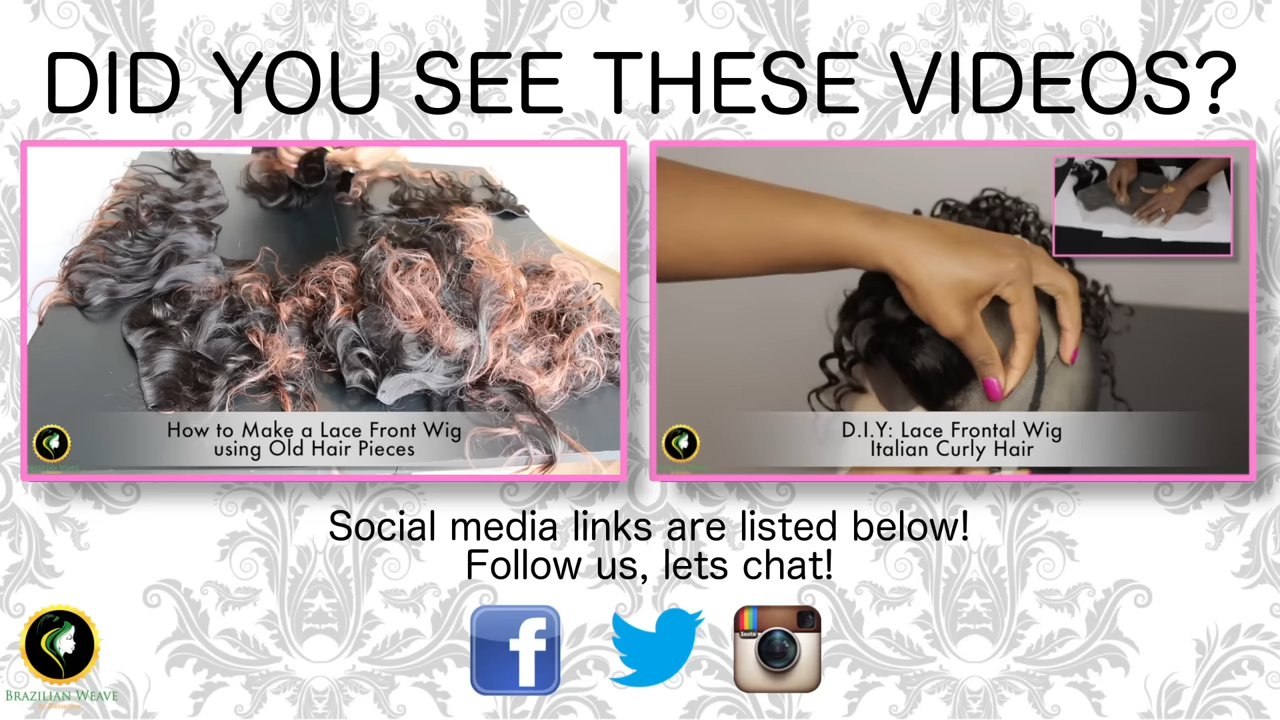 DID YOU SEE THESE VIDEOS?
How to Make a Lace Front Wig
using Old Hair Pieces
D.I.Y: Lace Frontal Wig
Italian Curly Hair
Social media links are listed below!
Follow us, lets chat!
f
Insta
BRAZILIAN WEAVE